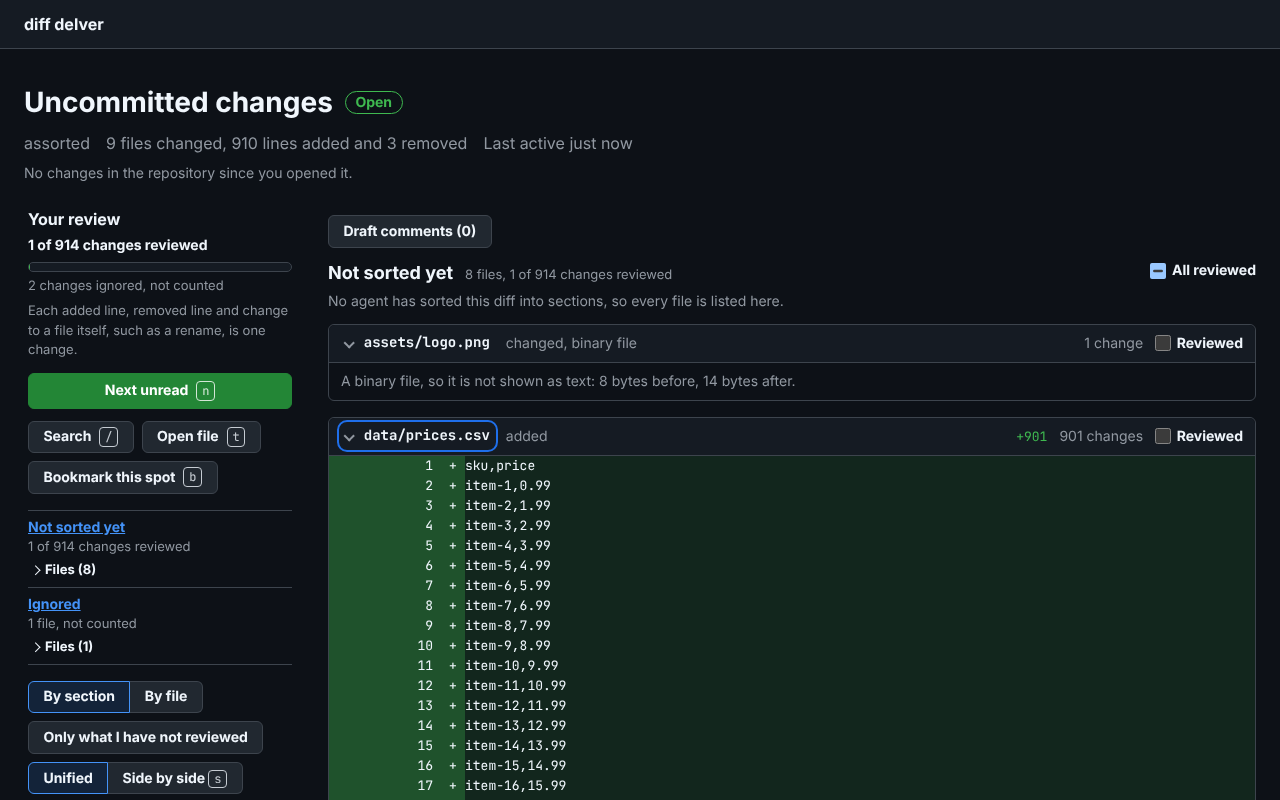 diff delver
Uncommitted changes Open
assorted 9 files changed, 910 lines added and 3 removed Last active just now
No changes in the repository since you opened it.
Your review
1 of 914 changes reviewed
2 changes ignored, not counted
Each added line, removed line and change
to a file itself, such as a rename, is one
change.
Next unread n
Search / Open file t
Bookmark this spot b
Not sorted yet
1 of 914 changes reviewed
Files (8)
Ignored
1 file, not counted
Files (1)
By section By file
Only what I have not reviewed
Unified Side by side s
Draft comments (0)
Not sorted yet 8 files, 1 of 914 changes reviewed All reviewed
No agent has sorted this diff into sections, so every file is listed here.
assets/logo.png changed, binary file 1 change Reviewed
A binary file, so it is not shown as text: 8 bytes before, 14 bytes after.
data/prices.csv added +901 901 changes Reviewed
1 + sku,price
2 + item-1,0.99
3 + item-2,1.99
4 + item-3,2.99
5 + item-4,3.99
6 + item-5,4.99
7 + item-6,5.99
8 + item-7,6.99
9 + item-8,7.99
10 + item-9,8.99
11 + item-10,9.99
12 + item-11,10.99
13 + item-12,11.99
14 + item-13,12.99
15 + item-14,13.99
16 + item-15,14.99
17 + item-16,15.99